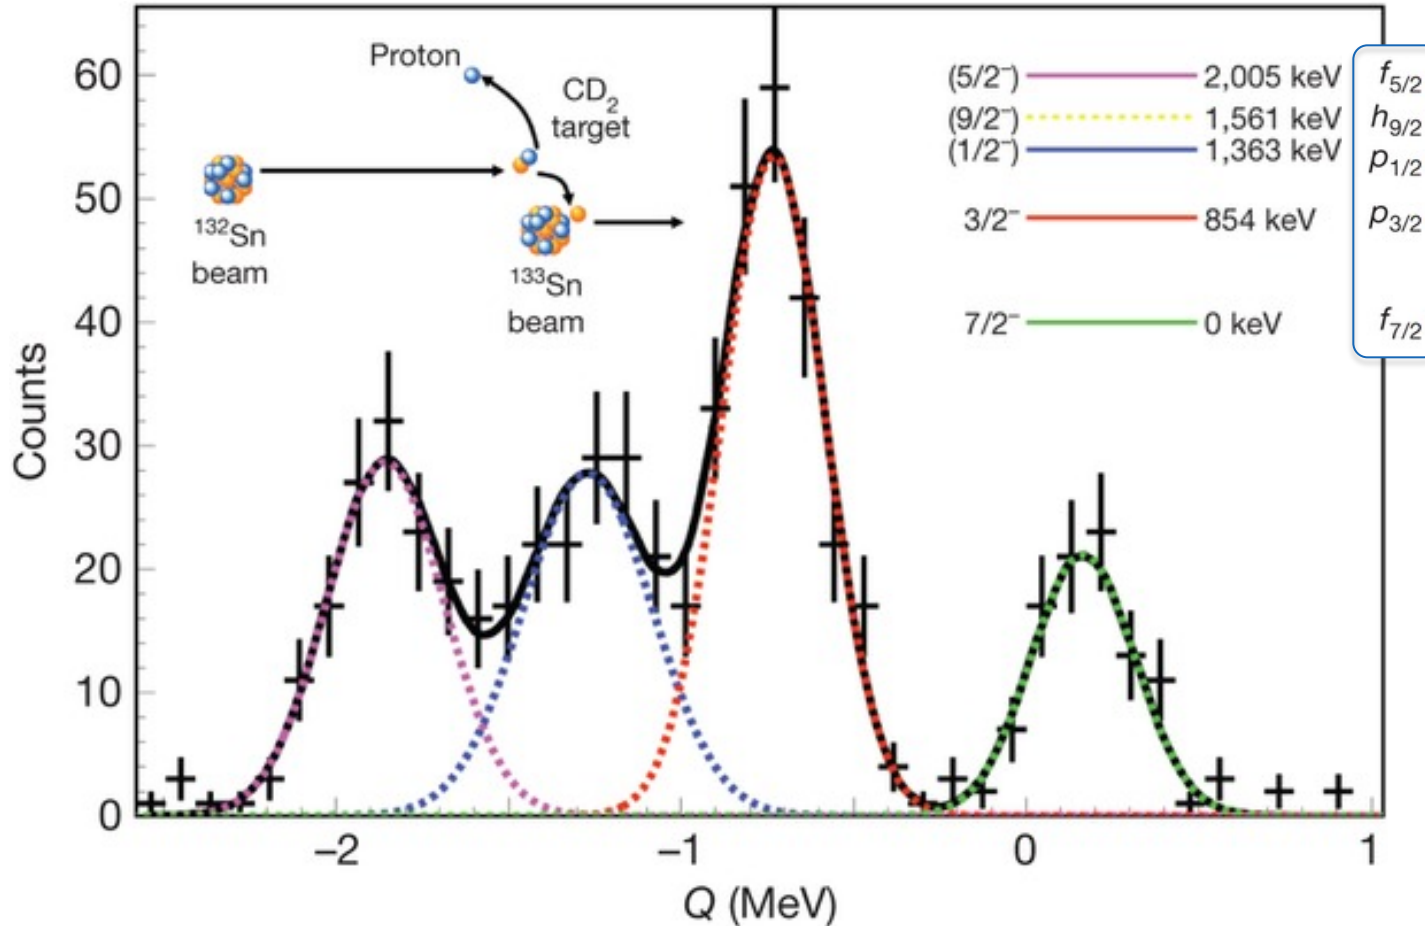 Proton
CD₂
target
¹³²Sn
beam
¹³³Sn
beam
(5/2⁻) 2,005 keV f₅/₂
(9/2⁻) 1,561 keV h₉/₂
(1/2⁻) 1,363 keV p₁/₂
3/2⁻ 854 keV p₃/₂
7/2⁻ 0 keV f₇/₂
Counts
60
50
40
30
20
10
0
–2 –1 0 1
Q (MeV)